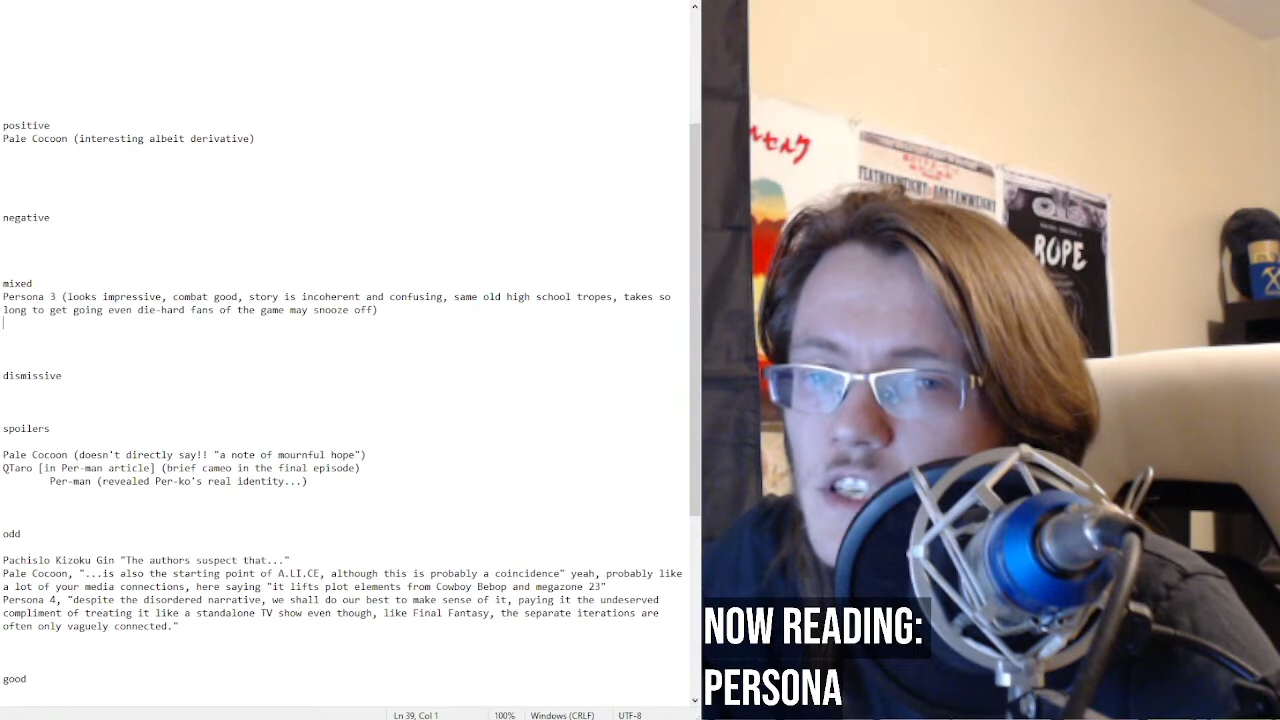 positive
Pale Cocoon (interesting albeit derivative)
negative
mixed
Persona 3 (looks impressive, combat good, story is incoherent and confusing, same old high school tropes, takes so
long to get going even die-hard fans of the game may snooze off)
dismissive
spoilers
Pale Cocoon (doesn't directly say!! "a note of mournful hope")
QTaro [in Per-man article] (brief cameo in the final episode)
Per-man (revealed Per-ko's real identity...)
odd
Pachislo Kizoku Gin "The authors suspect that..."
Pale Cocoon, "...is also the starting point of A.LI.CE, although this is probably a coincidence" yeah, probably like
a lot of your media connections, here saying "it lifts plot elements from Cowboy Bebop and megazone 23"
Persona 4, "despite the disordered narrative, we shall do our best to make sense of it, paying it the undeserved
compliment of treating it like a standalone TV show even though, like Final Fantasy, the separate iterations are
often only vaguely connected."
good
Ln 39, Col 1
100%
Windows (CRLF)
UTF-8
ルセルク
ROPE
NOW READING:
PERSONA